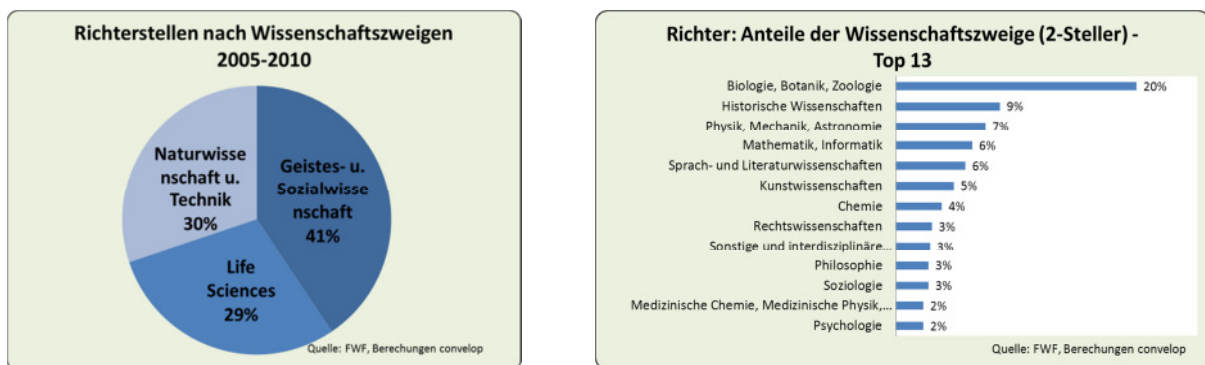 Richterstellen nach Wissenschaftszweigen
2005-2010
Naturwisse
nschaft u.
Technik
30%
Geistes- u.
Sozialwisse
nschaft
41%
Life
Sciences
29%
Quelle: FWF, Berechungen convelop
Richter: Anteile der Wissenschaftszweige (2-Steller) -
Top 13
Biologie, Botanik, Zoologie 20%
Historische Wissenschaften 9%
Physik, Mechanik, Astronomie 7%
Mathematik, Informatik 6%
Sprach- und Literaturwissenschaften 6%
Kunstwissenschaften 5%
Chemie 4%
Rechtswissenschaften 3%
Sonstige und interdisziplinäre... 3%
Philosophie 3%
Soziologie 3%
Medizinische Chemie, Medizinische Physik,... 2%
Psychologie 2%
Quelle: FWF, Berechungen convelop